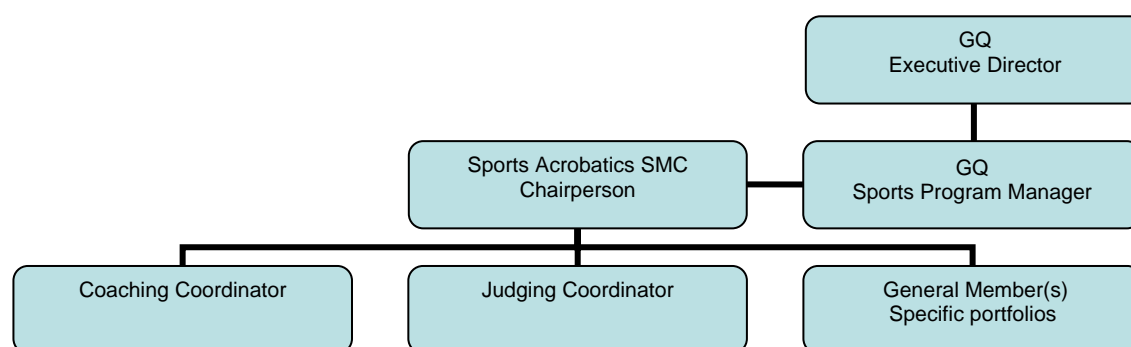 GQ
Executive Director
Sports Acrobatics SMC
Chairperson
GQ
Sports Program Manager
Coaching Coordinator
Judging Coordinator
General Member(s)
Specific portfolios